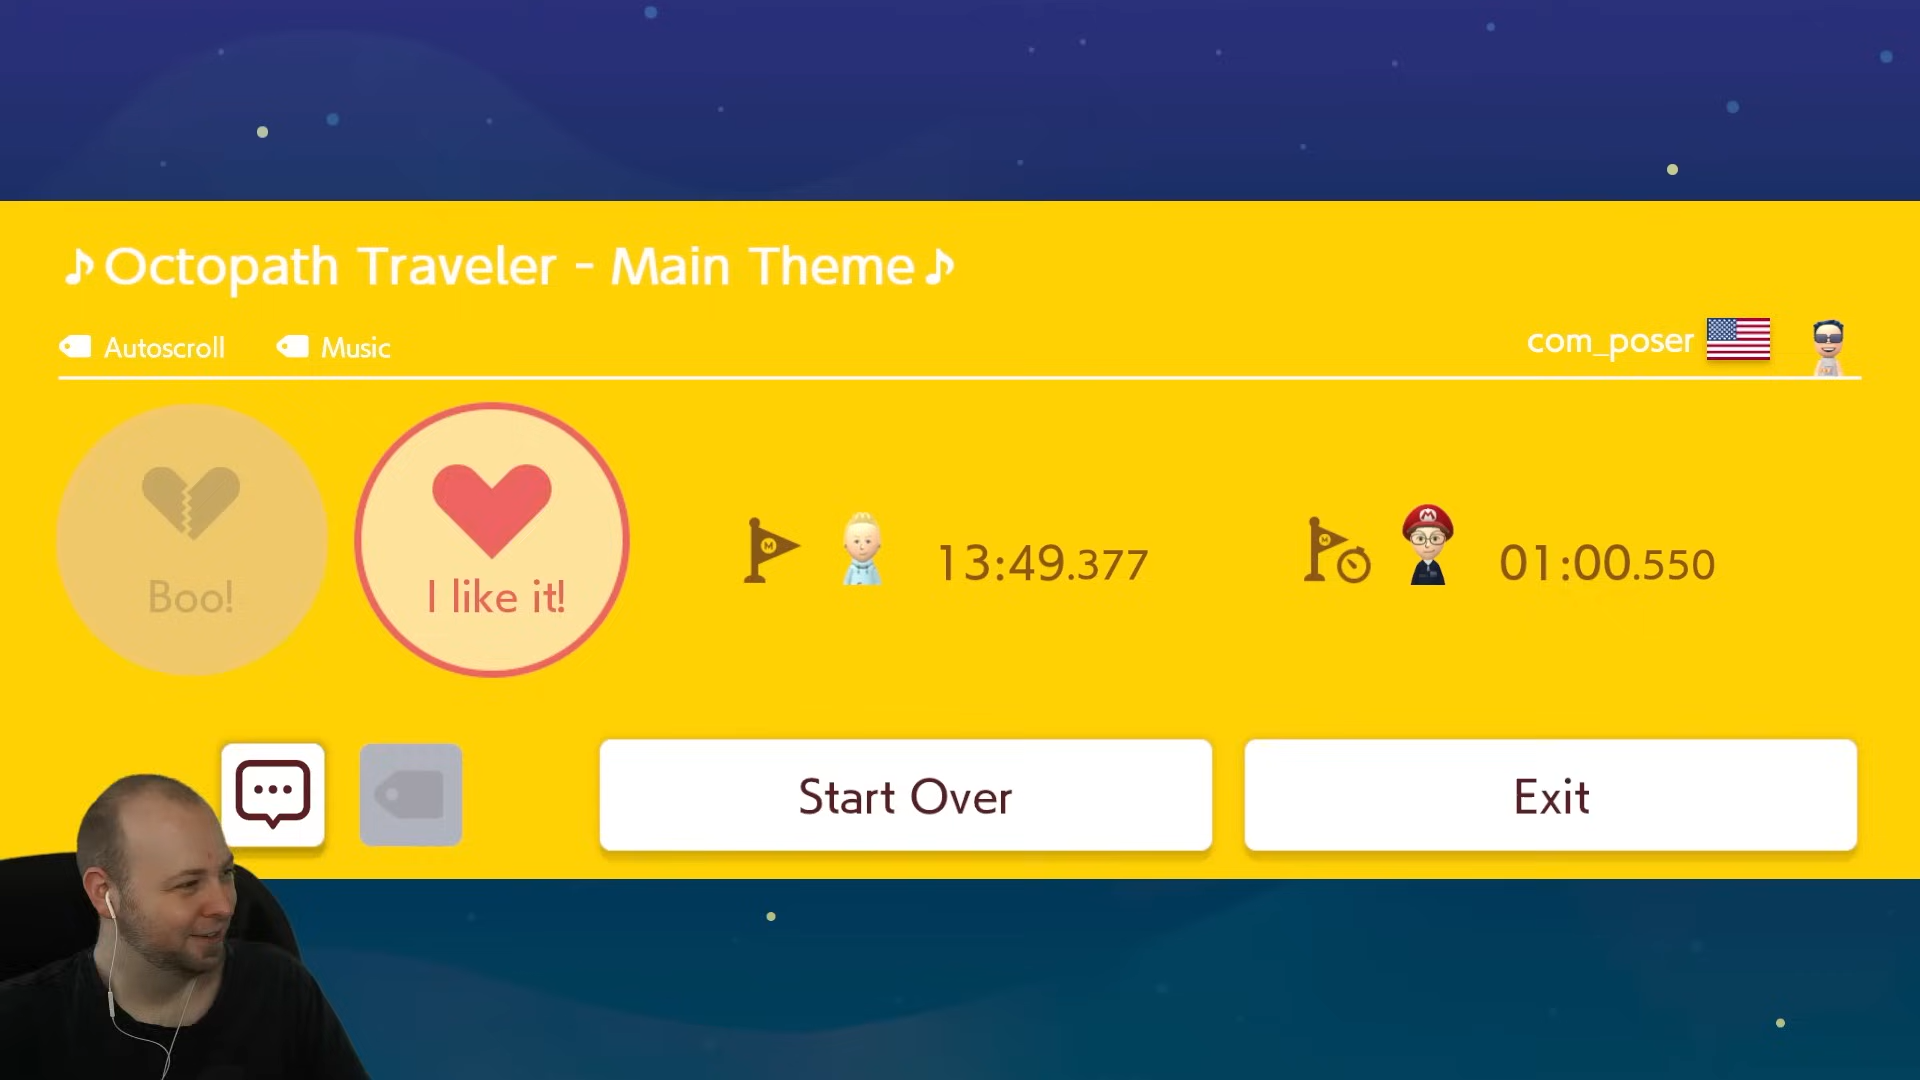 ♪Octopath Traveler - Main Theme♪
Autoscroll Music
com_poser
Boo!
I like it!
13:49.377
01:00.550
Start Over
Exit